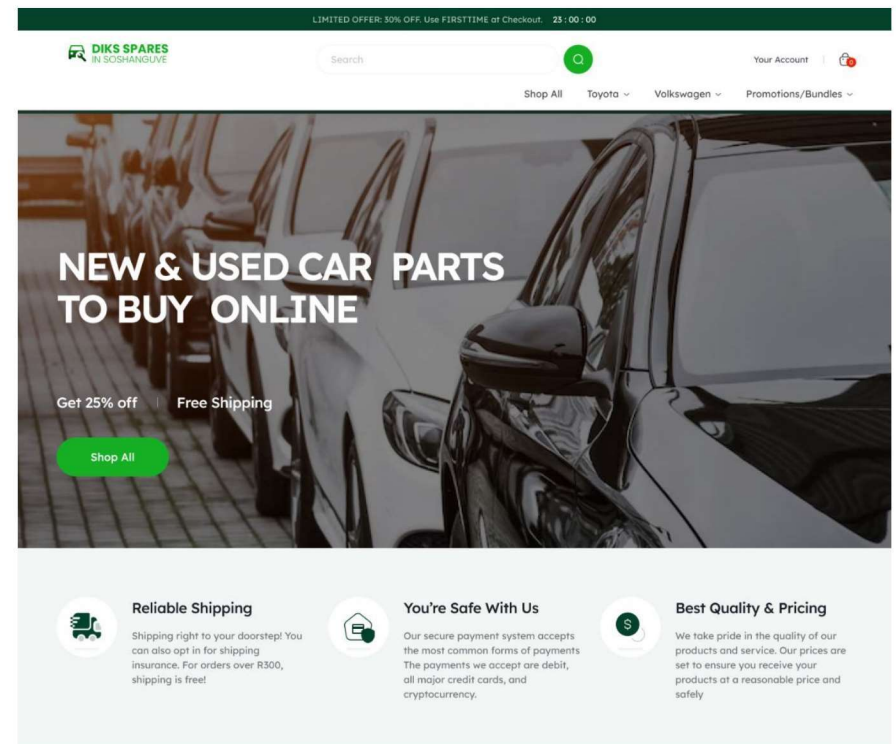 LIMITED OFFER: 30% OFF. Use FIRSTTIME at Checkout. 23 : 00 : 00
DIKS SPARES
IN SOSHANGUVE
Search
Your Account
0
Shop All Toyota Volkswagen Promotions/Bundles
NEW & USED CAR PARTS
TO BUY ONLINE
Get 25% off | Free Shipping
Shop All
Reliable Shipping
Shipping right to your doorstep! You
can also opt in for shipping
insurance. For orders over R300,
shipping is free!
You're Safe With Us
Our secure payment system accepts
the most common forms of payments
The payments we accept are debit,
all major credit cards, and
cryptocurrency.
$
Best Quality & Pricing
We take pride in the quality of our
products and service. Our prices are
set to ensure you receive your
products at a reasonable price and
safely